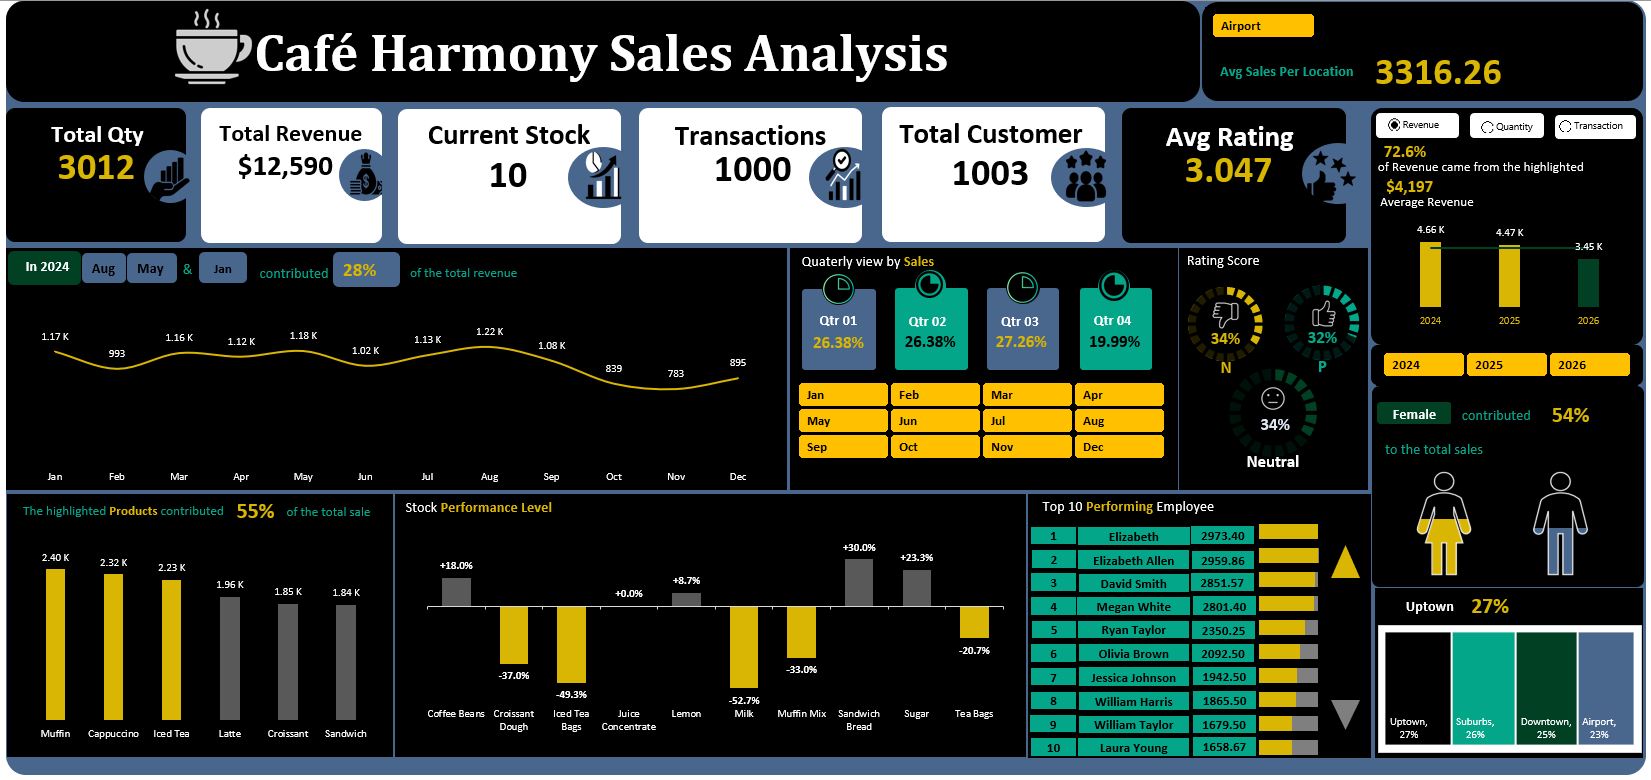 Café Harmony Sales Analysis
Airport
Avg Sales Per Location 3316.26
Total Qty
3012
Total Revenue
$12,590
Current Stock
10
Transactions
1000
Total Customer
1003
Avg Rating
3.047
Revenue
Quantity
Transaction
72.6%
of Revenue came from the highlighted
$4,197
Average Revenue
4.66 K
4.47 K
3.45 K
2024
2025
2026
2024
2025
2026
In 2024 Aug May & Jan contributed 28% of the total revenue
1.17 K
993
1.16 K
1.12 K
1.18 K
1.02 K
1.13 K
1.22 K
1.08 K
839
783
895
Jan
Feb
Mar
Apr
May
Jun
Jul
Aug
Sep
Oct
Nov
Dec
Quaterly view by Sales
Qtr 01
26.38%
Qtr 02
26.38%
Qtr 03
27.26%
Qtr 04
19.99%
Jan
Feb
Mar
Apr
May
Jun
Jul
Aug
Sep
Oct
Nov
Dec
Rating Score
34%
N
32%
P
34%
Neutral
Female contributed 54%
to the total sales
The highlighted Products contributed 55% of the total sale
2.40 K
2.32 K
2.23 K
1.96 K
1.85 K
1.84 K
Muffin
Cappuccino
Iced Tea
Latte
Croissant
Sandwich
Stock Performance Level
+18.0%
-37.0%
-49.3%
+0.0%
+8.7%
-52.7%
-33.0%
+30.0%
+23.3%
-20.7%
Coffee Beans
Croissant
Dough
Iced Tea
Bags
Juice
Concentrate
Lemon
Milk
Muffin Mix
Sandwich
Bread
Sugar
Tea Bags
Top 10 Performing Employee
1 Elizabeth 2973.40
2 Elizabeth Allen 2959.86
3 David Smith 2851.57
4 Megan White 2801.40
5 Ryan Taylor 2350.25
6 Olivia Brown 2092.50
7 Jessica Johnson 1942.50
8 William Harris 1865.50
9 William Taylor 1679.50
10 Laura Young 1658.67
Uptown 27%
Uptown,
27%
Suburbs,
26%
Downtown,
25%
Airport,
23%